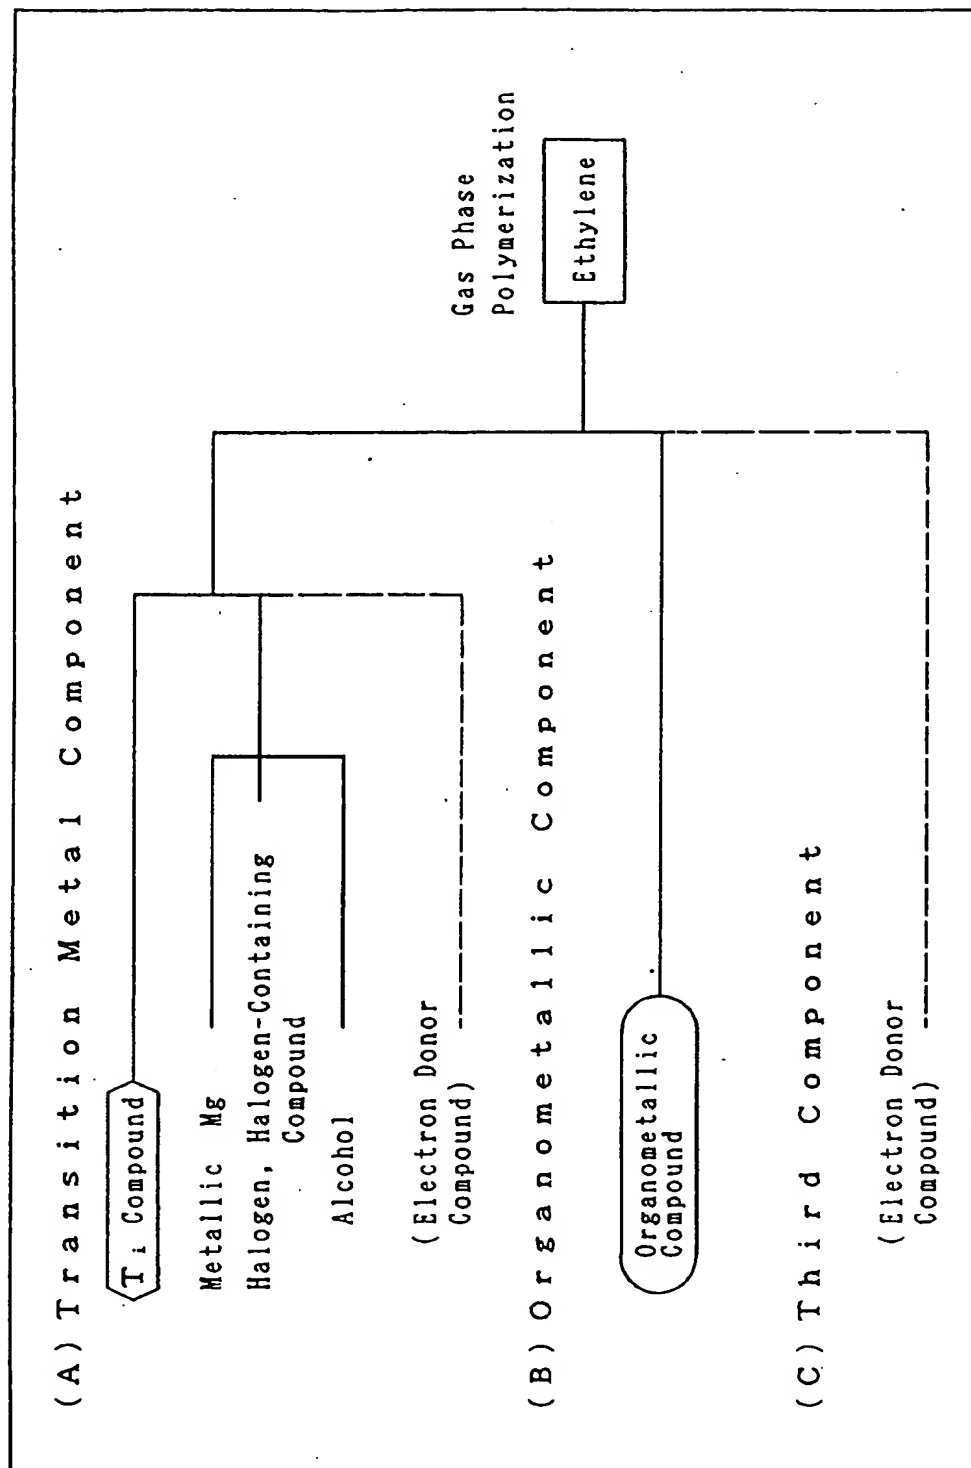 (A) Transition Metal Component
Ti Compound
Metallic Mg
Halogen, Halogen-Containing
Compound
Alcohol
(Electron Donor
Compound)
Gas Phase
Polymerization
Ethylene
(B) Organometallic Component
Organometallic
Compound
(C) Third Component
(Electron Donor
Compound)